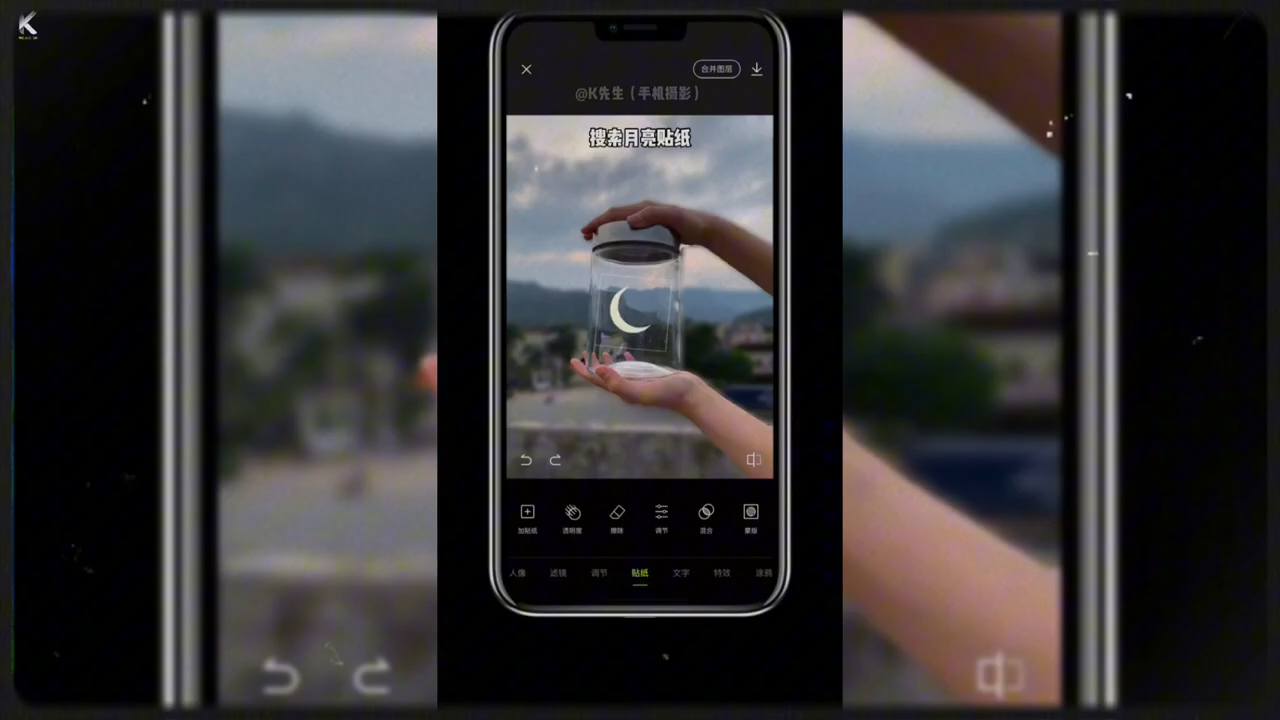 K
合并图层
@K先生（手机摄影）
搜索月亮贴纸
加贴纸 透明度 擦除 调节 混合 蒙版
人像 滤镜 调节 贴纸 文字 特效 涂鸦